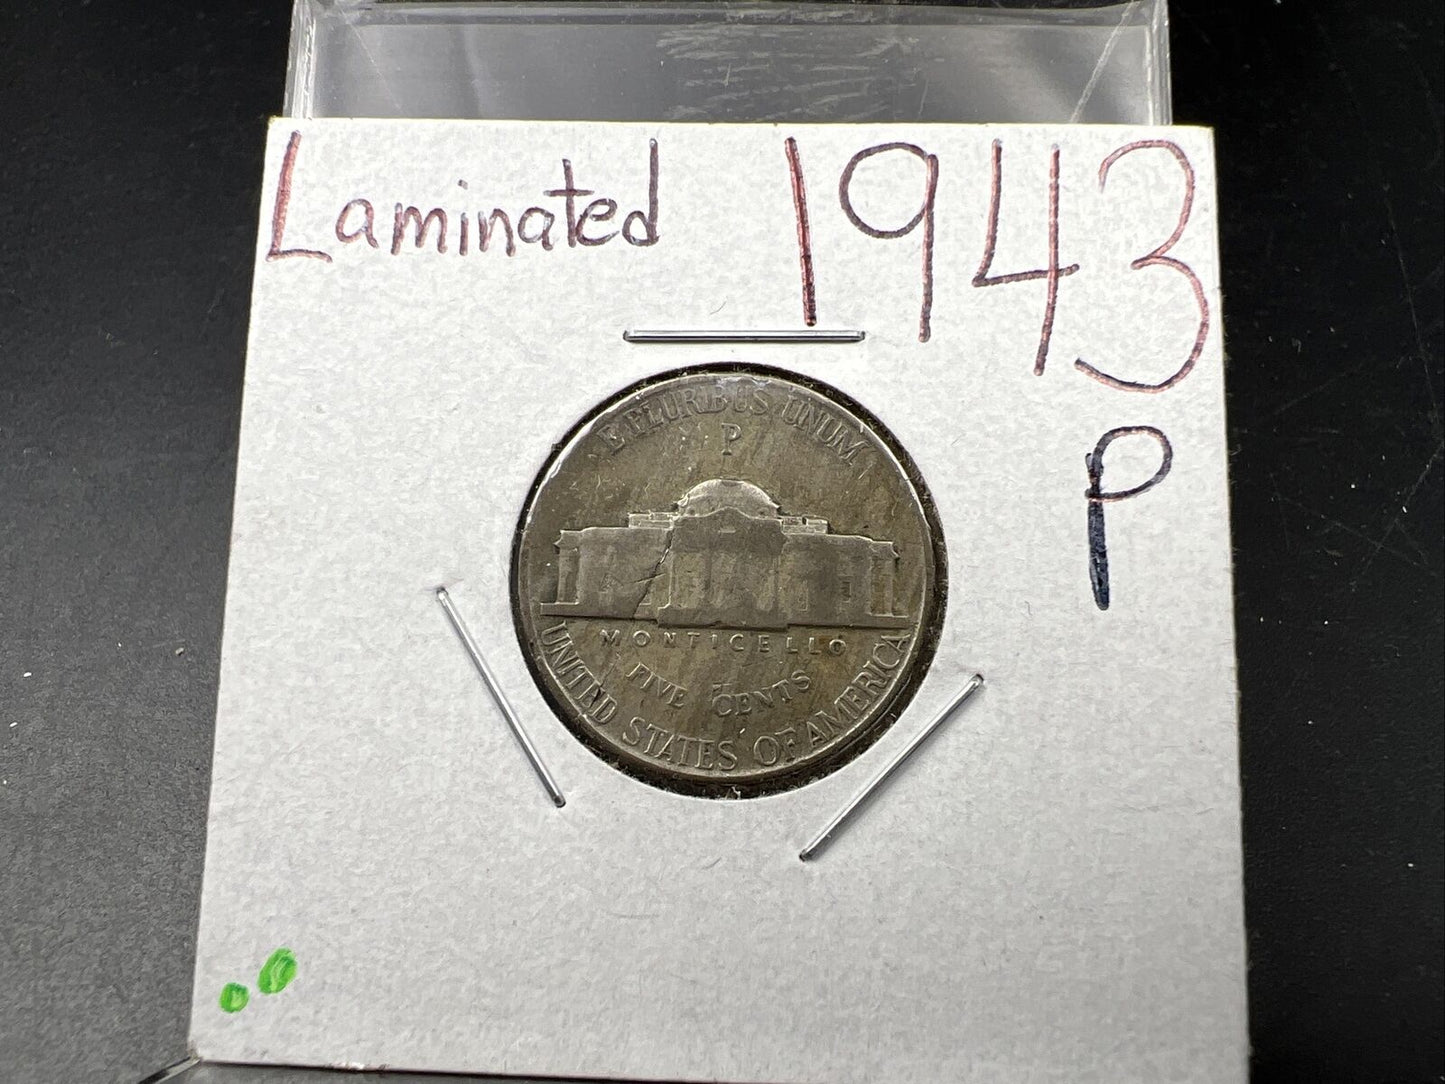 Laminated 1943
P
E PLURIBUS UNUM
P
MONTICELLO
FIVE CENTS
UNITED STATES OF AMERICA